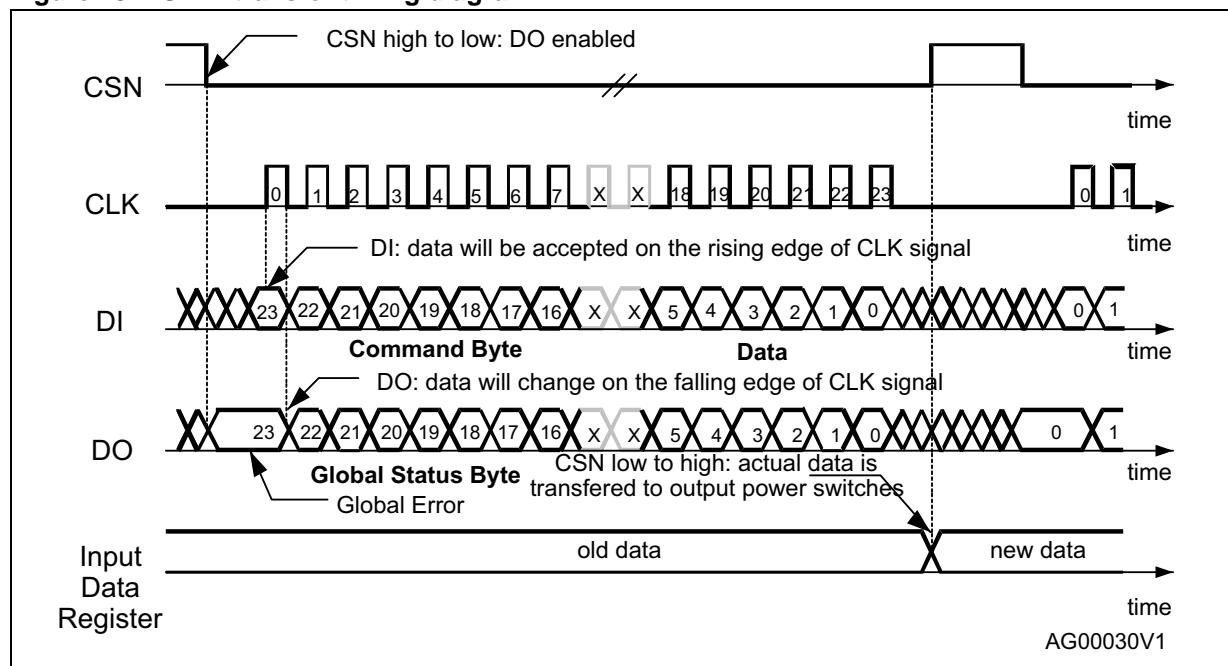 CSN high to low: DO enabled
CSN
time
0 1 2 3 4 5 6 7 X X 18 19 20 21 22 23 0 1
CLK
time
DI: data will be accepted on the rising edge of CLK signal
23 22 21 20 19 18 17 16 X X 5 4 3 2 1 0 0 1
DI
Command Byte Data
time
DO: data will change on the falling edge of CLK signal
23 22 21 20 19 18 17 16 X X 5 4 3 2 1 0 0 1
DO
CSN low to high: actual data is
transfered to output power switches
Global Status Byte
time
Global Error
old data new data
Input
Data
Register
time
AG00030V1